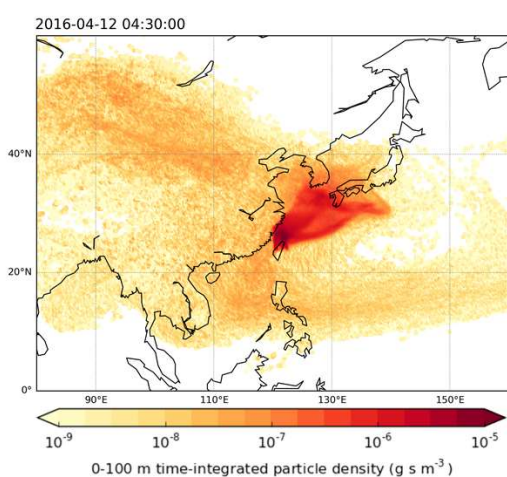 2016-04-12 04:30:00
40°N
20°N
0°
90°E 110°E 130°E 150°E
10⁻⁹ 10⁻⁸ 10⁻⁷ 10⁻⁶ 10⁻⁵
0-100 m time-integrated particle density (g s m⁻³)